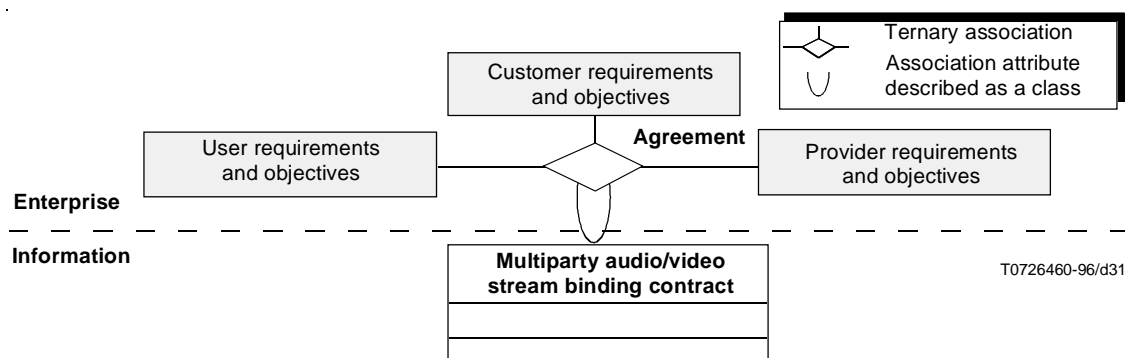 Ternary association
Association attribute
described as a class
Customer requirements
and objectives
Agreement
User requirements
and objectives
Provider requirements
and objectives
Enterprise
Information
Multiparty audio/video
stream binding contract
T0726460-96/d31